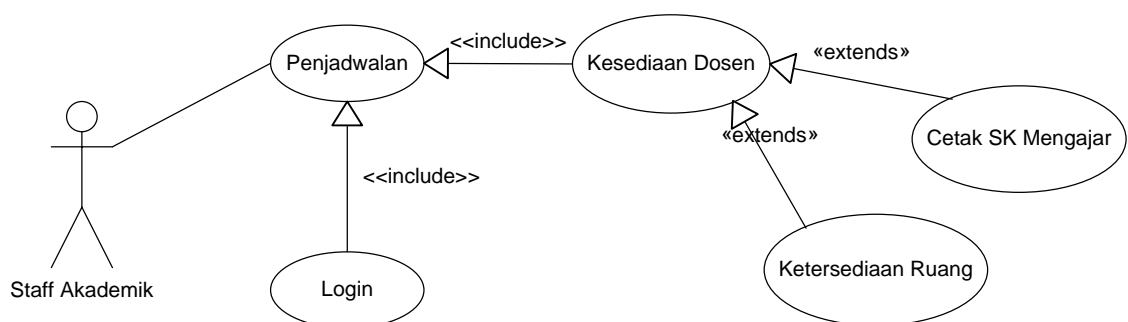 Penjadwalan
<<include>>
Kesediaan Dosen
«extends»
Cetak SK Mengajar
«extends»
<<include>>
Ketersediaan Ruang
Staff Akademik
Login